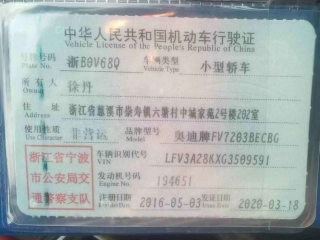 中华人民共和国机动车行驶证
Vehicle License of the People's Republic of China
号牌号码 浙B9V68Q 车辆类型 小型轿车
Plate No. Vehicle Type
所有人 徐丹
Owner
住址 浙江省慈溪市崇寿镇六塘村中城家苑2号楼202室
Address
使用性质 非营运 品牌型号 奥迪牌FV7203BECBG
Use Character Model
浙江省宁波市公安局交通警察支队
车辆识别代号 LFV3A28KXG3509591
VIN
发动机号码 194651
Engine No.
注册日期 2016-05-03 发证日期 2020-03-18
Register Date Issue Date